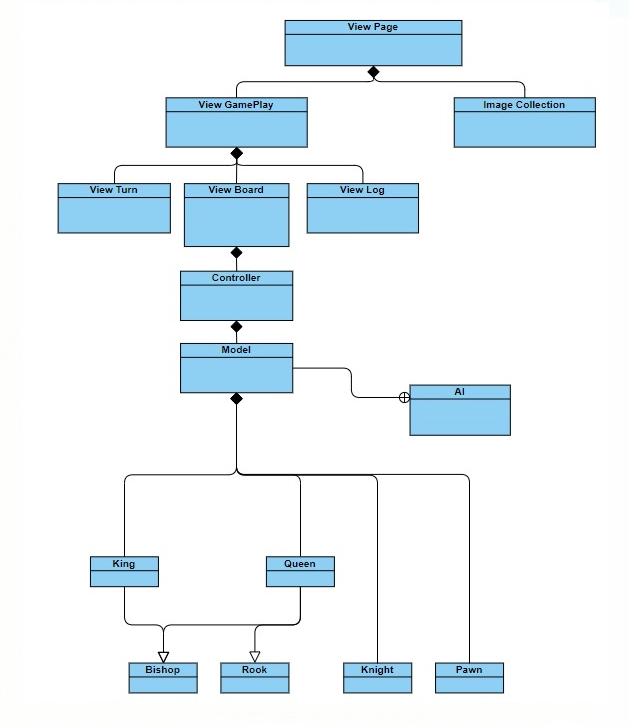 View Page
View GamePlay
Image Collection
View Turn
View Board
View Log
Controller
Model
AI
King
Queen
Bishop
Rook
Knight
Pawn